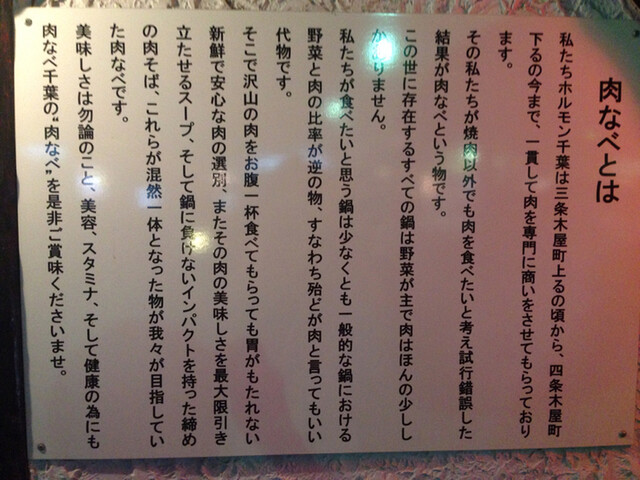 肉なべとは
私たちホルモン千葉は三条木屋町上るの頃から、四条木屋町
下るの今まで、一貫して肉を専門に商いをさせてもらっており
ます。
その私たちが焼肉以外でも肉を食べたいと考え試行錯誤した
結果が肉なべという物です。
この世に存在するすべての鍋は野菜が主で肉はほんの少しし
かありません。
私たちが食べたいと思う鍋は少なくとも一般的な鍋における
野菜と肉の比率が逆の物、すなわち殆どが肉と言ってもいい
代物です。
そこで沢山の肉をお腹一杯食べてもらっても胃がもたれない
新鮮で安心な肉の選別、またその肉の美味しさを最大限引き
立たせるスープ、そして鍋に負けないインパクトを持った締め
の肉そば、これらが混然一体となった物が我々が目指してい
た肉なべです。
美味しさは勿論のこと、美容、スタミナ、そして健康の為にも
肉なべ千葉の“肉なべ”を是非ご賞味くださいませ。